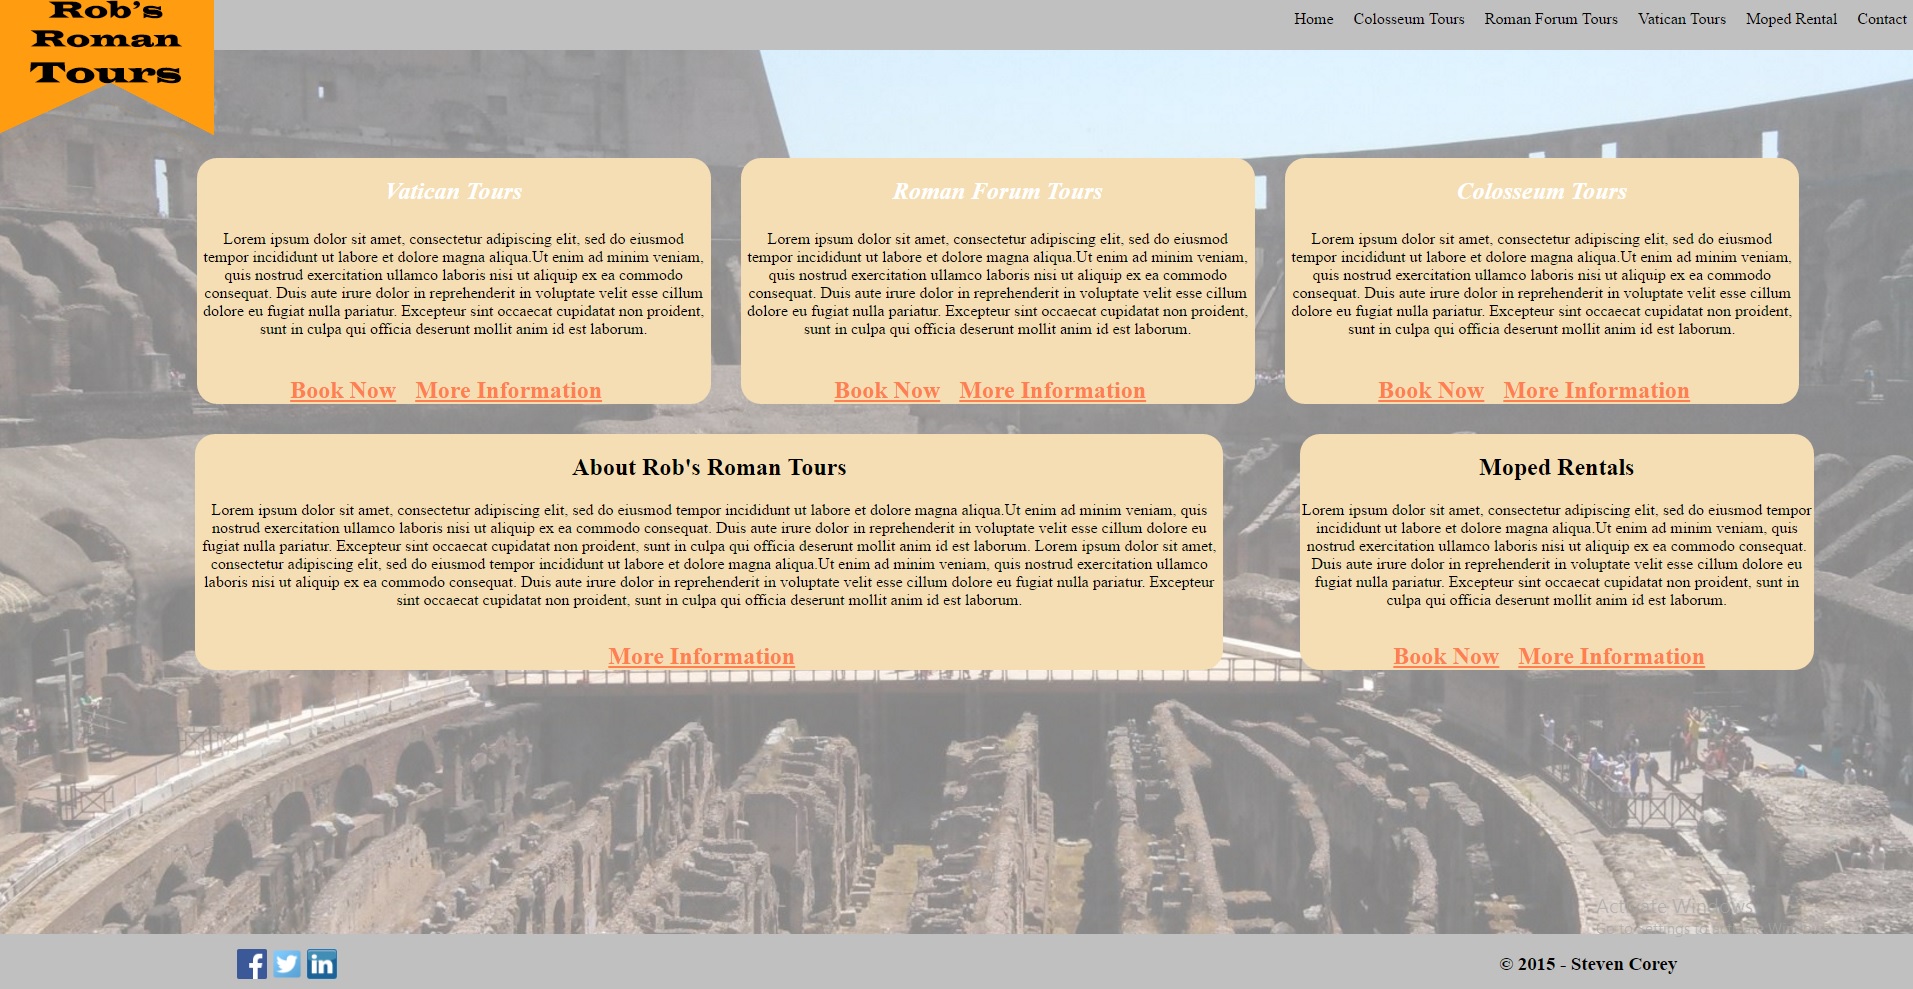 Rob's
Roman
Tours
Home Colosseum Tours Roman Forum Tours Vatican Tours Moped Rental Contact
Vatican Tours
Lorem ipsum dolor sit amet, consectetur adipiscing elit, sed do eiusmod
tempor incididunt ut labore et dolore magna aliqua.Ut enim ad minim veniam,
quis nostrud exercitation ullamco laboris nisi ut aliquip ex ea commodo
consequat. Duis aute irure dolor in reprehenderit in voluptate velit esse cillum
dolore eu fugiat nulla pariatur. Excepteur sint occaecat cupidatat non proident,
sunt in culpa qui officia deserunt mollit anim id est laborum.
Book Now More Information
Roman Forum Tours
Lorem ipsum dolor sit amet, consectetur adipiscing elit, sed do eiusmod
tempor incididunt ut labore et dolore magna aliqua.Ut enim ad minim veniam,
quis nostrud exercitation ullamco laboris nisi ut aliquip ex ea commodo
consequat. Duis aute irure dolor in reprehenderit in voluptate velit esse cillum
dolore eu fugiat nulla pariatur. Excepteur sint occaecat cupidatat non proident,
sunt in culpa qui officia deserunt mollit anim id est laborum.
Book Now More Information
Colosseum Tours
Lorem ipsum dolor sit amet, consectetur adipiscing elit, sed do eiusmod
tempor incididunt ut labore et dolore magna aliqua.Ut enim ad minim veniam,
quis nostrud exercitation ullamco laboris nisi ut aliquip ex ea commodo
consequat. Duis aute irure dolor in reprehenderit in voluptate velit esse cillum
dolore eu fugiat nulla pariatur. Excepteur sint occaecat cupidatat non proident,
sunt in culpa qui officia deserunt mollit anim id est laborum.
Book Now More Information
About Rob's Roman Tours
Lorem ipsum dolor sit amet, consectetur adipiscing elit, sed do eiusmod tempor incididunt ut labore et dolore magna aliqua.Ut enim ad minim veniam, quis
nostrud exercitation ullamco laboris nisi ut aliquip ex ea commodo consequat. Duis aute irure dolor in reprehenderit in voluptate velit esse cillum dolore eu
fugiat nulla pariatur. Excepteur sint occaecat cupidatat non proident, sunt in culpa qui officia deserunt mollit anim id est laborum. Lorem ipsum dolor sit amet,
consectetur adipiscing elit, sed do eiusmod tempor incididunt ut labore et dolore magna aliqua.Ut enim ad minim veniam, quis nostrud exercitation ullamco
laboris nisi ut aliquip ex ea commodo consequat. Duis aute irure dolor in reprehenderit in voluptate velit esse cillum dolore eu fugiat nulla pariatur. Excepteur
sint occaecat cupidatat non proident, sunt in culpa qui officia deserunt mollit anim id est laborum.
More Information
Moped Rentals
Lorem ipsum dolor sit amet, consectetur adipiscing elit, sed do eiusmod tempor
incididunt ut labore et dolore magna aliqua.Ut enim ad minim veniam, quis
nostrud exercitation ullamco laboris nisi ut aliquip ex ea commodo consequat.
Duis aute irure dolor in reprehenderit in voluptate velit esse cillum dolore eu
fugiat nulla pariatur. Excepteur sint occaecat cupidatat non proident, sunt in
culpa qui officia deserunt mollit anim id est laborum.
Book Now More Information
Activate Windows
f in
© 2015 - Steven Corey